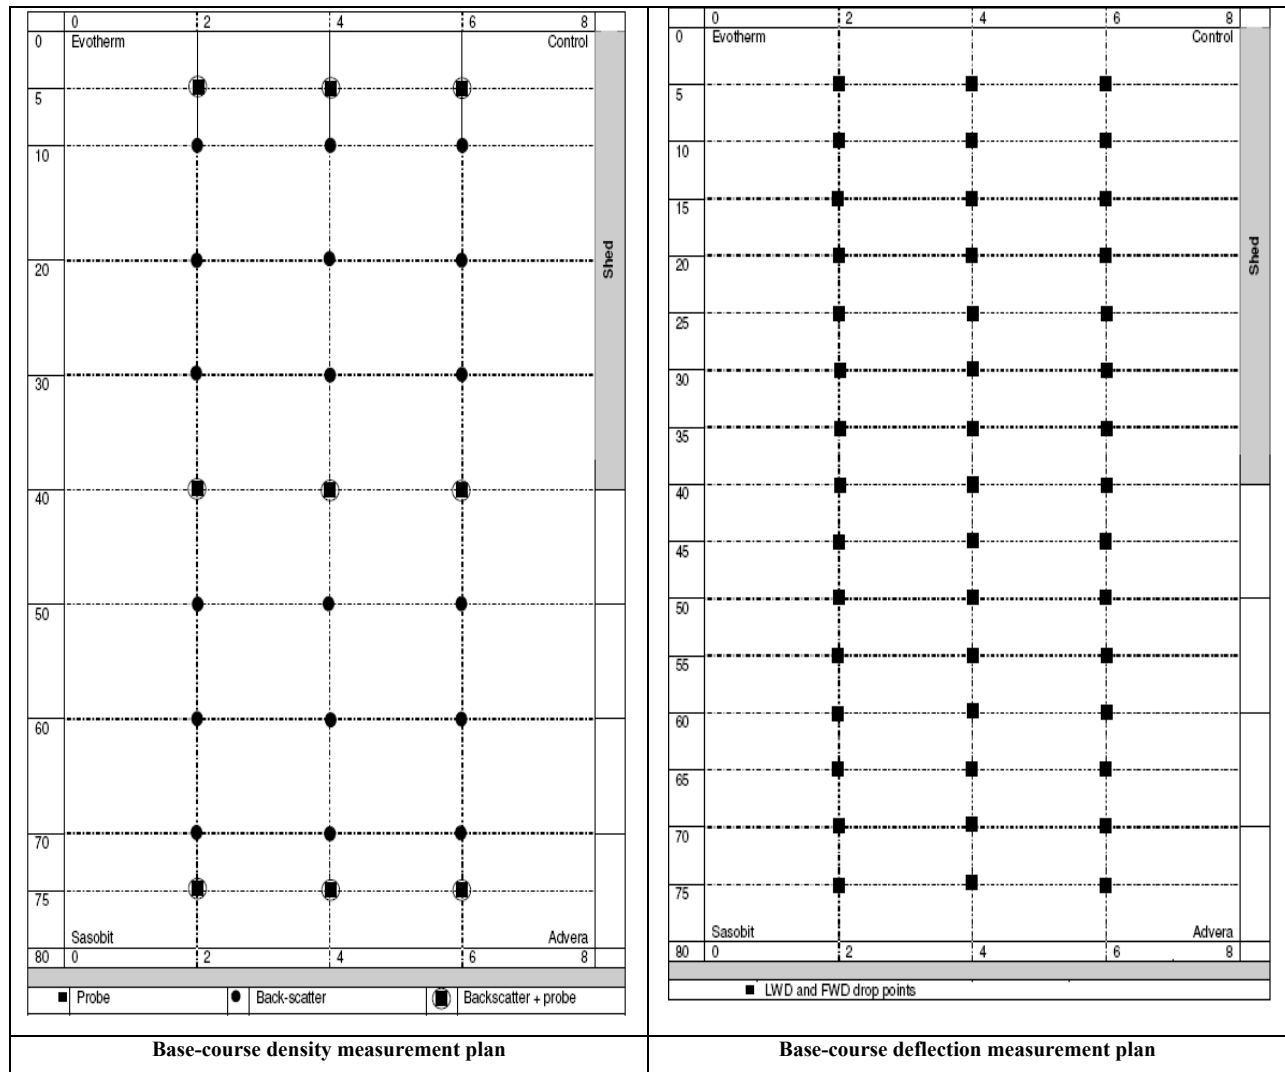 0 2 4 6 8
0 Evotherm Control
5
10
20
Shed
30
40
50
60
70
75
Sasobit Advera
80 0 2 4 6 8
Probe Back-scatter Backscatter + probe
Base-course density measurement plan
0 2 4 6 8
0 Evotherm Control
5
10
15
20
Shed
25
30
35
40
45
50
55
60
65
70
75
Sasobit Advera
80 0 2 4 6 8
LWD and FWD drop points
Base-course deflection measurement plan